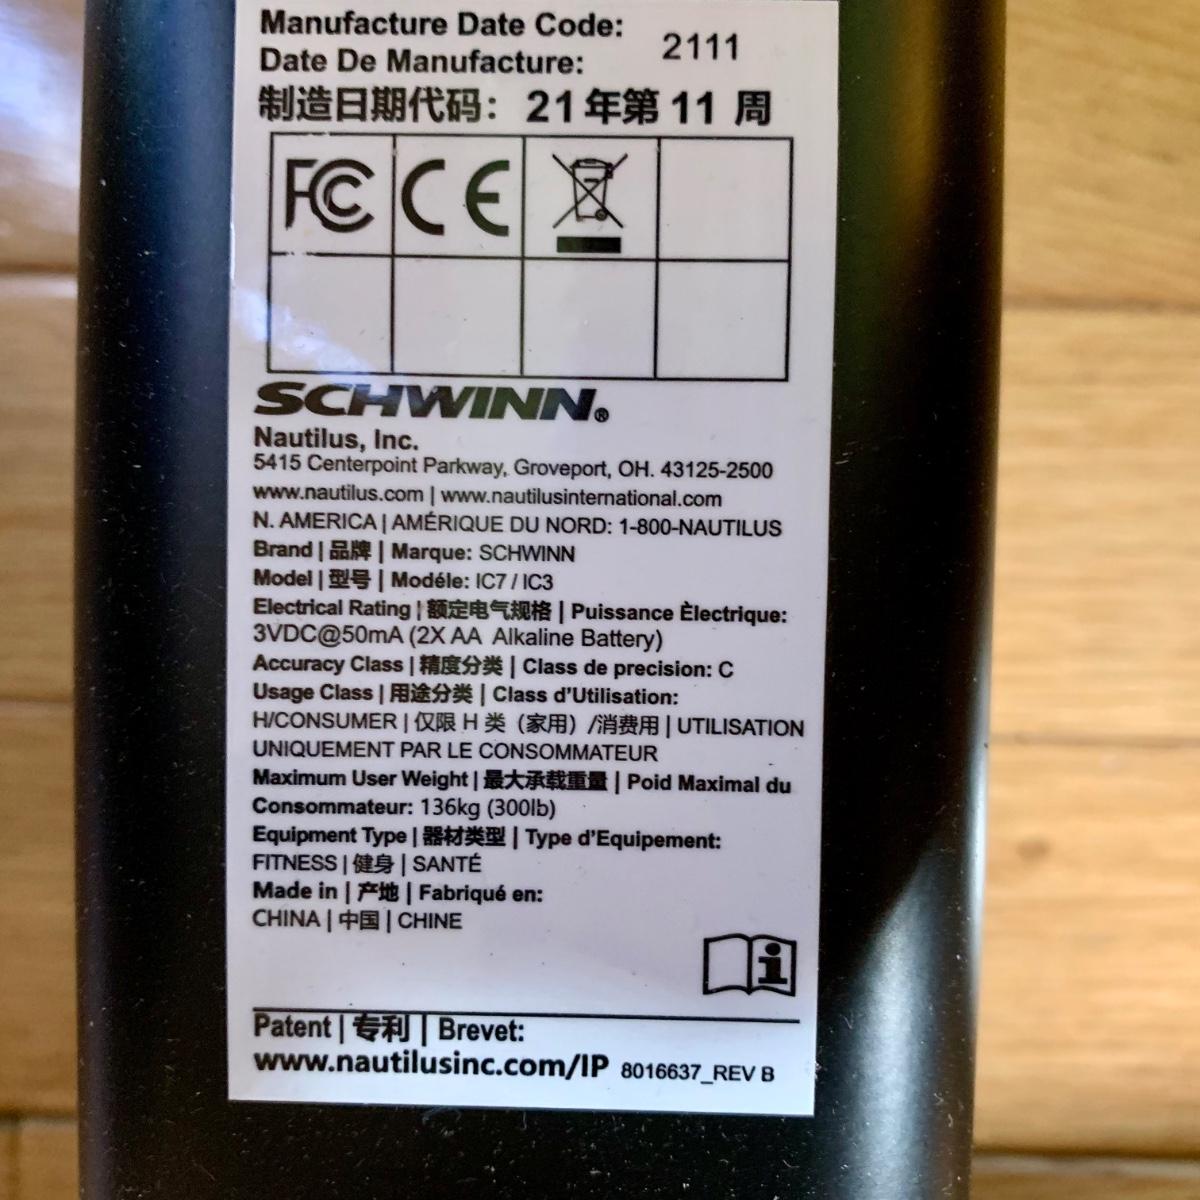 Manufacture Date Code: 2111
Date De Manufacture:
制造日期代码：21年第11周
FC CE
SCHWINN®
Nautilus, Inc.
5415 Centerpoint Parkway, Groveport, OH. 43125-2500
www.nautilus.com | www.nautilusinternational.com
N. AMERICA | AMÉRIQUE DU NORD: 1-800-NAUTILUS
Brand | 品牌 | Marque: SCHWINN
Model | 型号 | Modéle: IC7 / IC3
Electrical Rating | 额定电气规格 | Puissance Èlectrique:
3VDC@50mA (2X AA Alkaline Battery)
Accuracy Class | 精度分类 | Class de precision: C
Usage Class | 用途分类 | Class d'Utilisation:
H/CONSUMER | 仅限 H 类（家用）/消费用 | UTILISATION
UNIQUEMENT PAR LE CONSOMMATEUR
Maximum User Weight | 最大承载重量 | Poid Maximal du
Consommateur: 136kg (300lb)
Equipment Type | 器材类型 | Type d'Equipement:
FITNESS | 健身 | SANTÉ
Made in | 产地 | Fabriqué en:
CHINA | 中国 | CHINE
i
Patent | 专利 | Brevet:
www.nautilusinc.com/IP 8016637_REV B